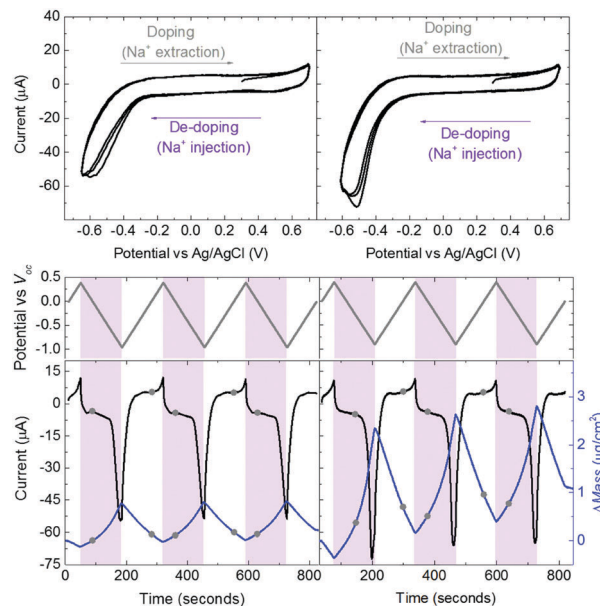 40
20
0
-20
-40
-60
Current (μA)
Doping
(Na⁺ extraction)
De-doping
(Na⁺ injection)
Doping
(Na⁺ extraction)
De-doping
(Na⁺ injection)
-0.6 -0.4 -0.2 0.0 0.2 0.4 0.6
-0.6 -0.4 -0.2 0.0 0.2 0.4 0.6
Potential vs Ag/AgCl (V)
Potential vs Ag/AgCl (V)
Potential vs Voc
0.5
0.0
-0.5
-1.0
Current (μA)
15
0
-15
-30
-45
-60
-75
3
2
1
0
ΔMass (μg/cm²)
0 200 400 600 800
200 400 600 800
Time (seconds)
Time (seconds)